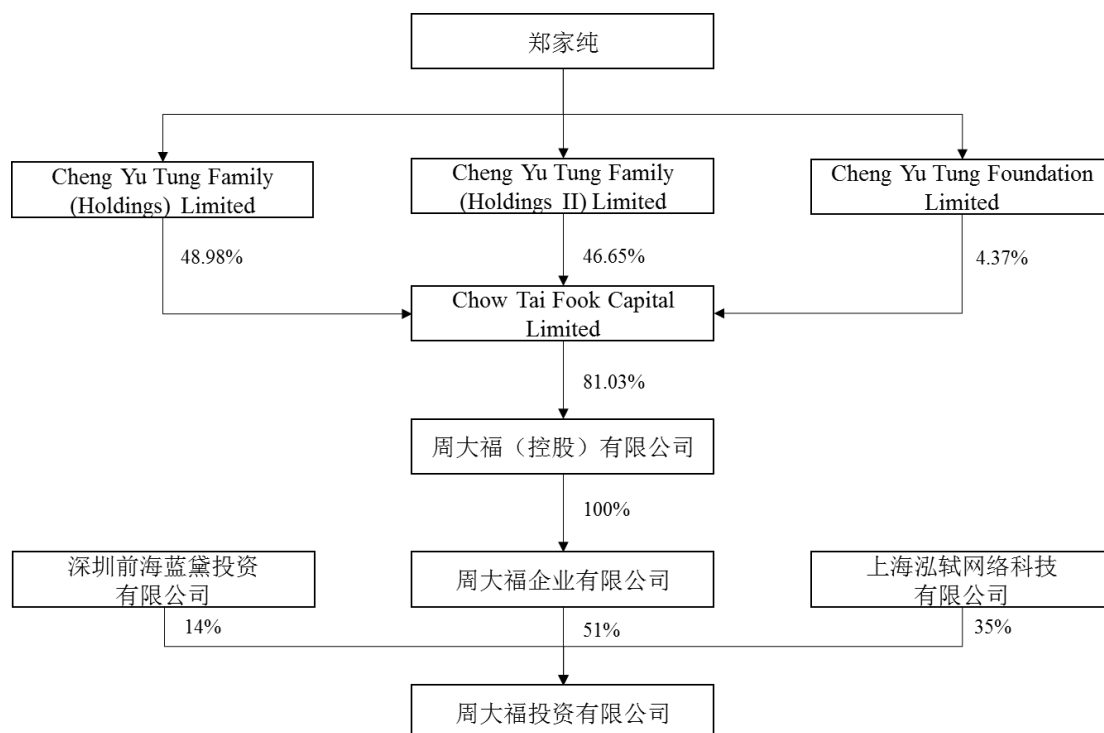 郑家纯
Cheng Yu Tung Family
(Holdings) Limited
Cheng Yu Tung Family
(Holdings II) Limited
Cheng Yu Tung Foundation
Limited
48.98%
46.65%
4.37%
Chow Tai Fook Capital
Limited
81.03%
周大福（控股）有限公司
100%
深圳前海蓝黛投资
有限公司
周大福企业有限公司
上海泓轼网络科技
有限公司
14%
51%
35%
周大福投资有限公司